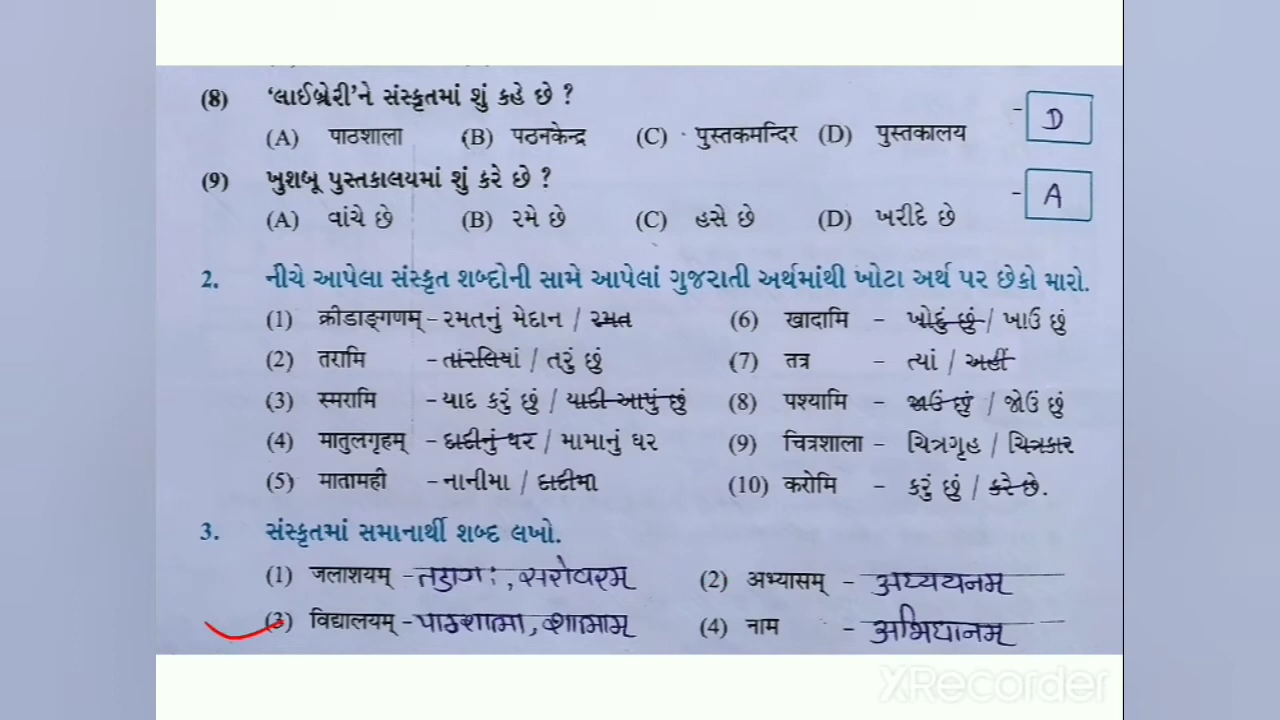 (8) 'લાઈબ્રેરી'ને સંસ્કૃતમાં શું કહે છે ? - D
(A) पाठशाला (B) पठनकेन्द्र (C) पुस्तकमन्दिर (D) पुस्तकालय
(9) ખુશબૂ પુસ્તકાલયમાં શું કરે છે ? - A
(A) વાંચે છે (B) રમે છે (C) હસે છે (D) ખરીદે છે
2. નીચે આપેલા સંસ્કૃત શબ્દોની સામે આપેલાં ગુજરાતી અર્થમાંથી ખોટા અર્થ પર છેકો મારો.
(1) क्रीडाङ्गणम् - રમતનું મેદાન / રમત (6) खादामि - ખોદું છું / ખાઉં છું
(2) तरामि - તારલિયાં / તરું છું (7) तत्र - ત્યાં / અહીં
(3) स्मरामि - યાદ કરું છું / યાદી આપું છું (8) पश्यामि - જાઉં છું / જોઉં છું
(4) मातुलगृहम् - દાદીનું ઘર / મામાનું ઘર (9) चित्रशाला - ચિત્રગૃહ / ચિત્રકાર
(5) मातामही - નાનીમા / દાદીમા (10) करोमि - કરું છું / કરે છે.
3. સંસ્કૃતમાં સમાનાર્થી શબ્દ લખો.
(1) जलाशयम् - तडागः, सरोवरम् (2) अभ्यासम् - अध्ययनम्
(3) विद्यालयम् - पाठशाला, शालाम् (4) नाम - अभिधानम्
XRecorder